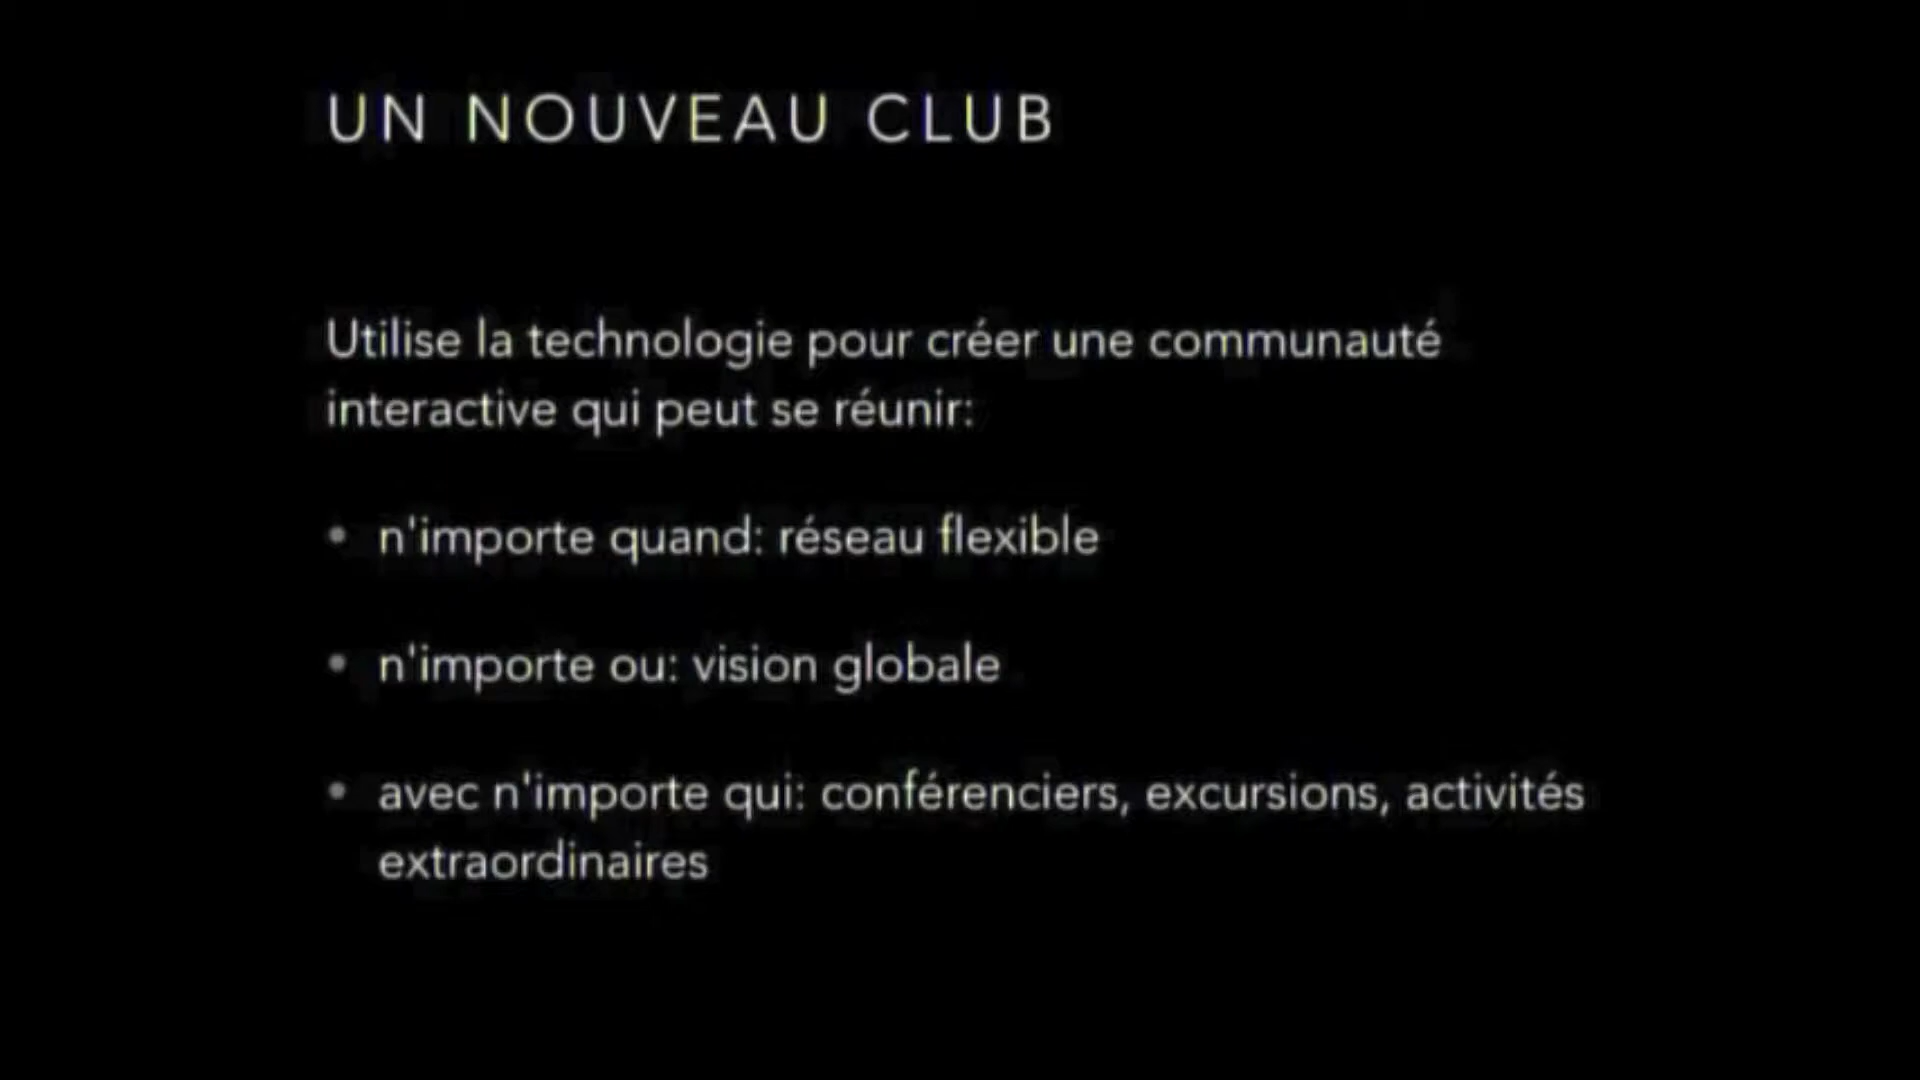 UN NOUVEAU CLUB
Utilise la technologie pour créer une communauté
interactive qui peut se réunir:
• n'importe quand: réseau flexible
• n'importe ou: vision globale
• avec n'importe qui: conférenciers, excursions, activités
extraordinaires